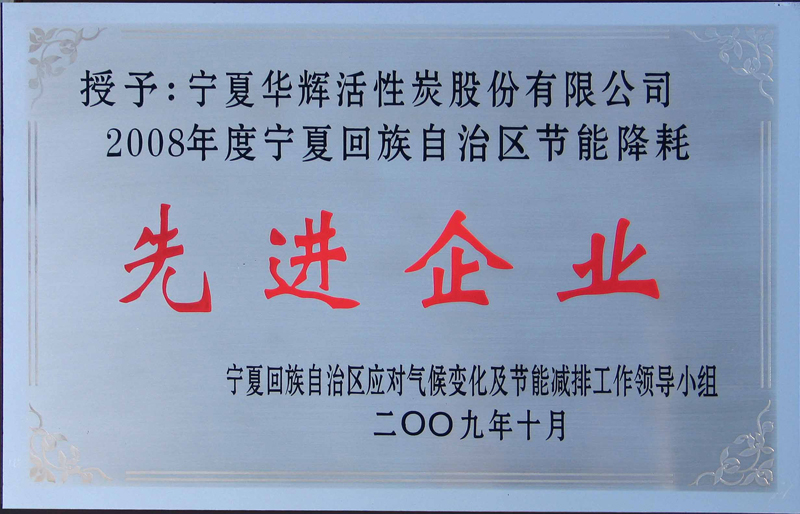 授予:宁夏华辉活性炭股份有限公司
2008年度宁夏回族自治区节能降耗
先进企业
宁夏回族自治区应对气候变化及节能减排工作领导小组
二〇〇九年十月